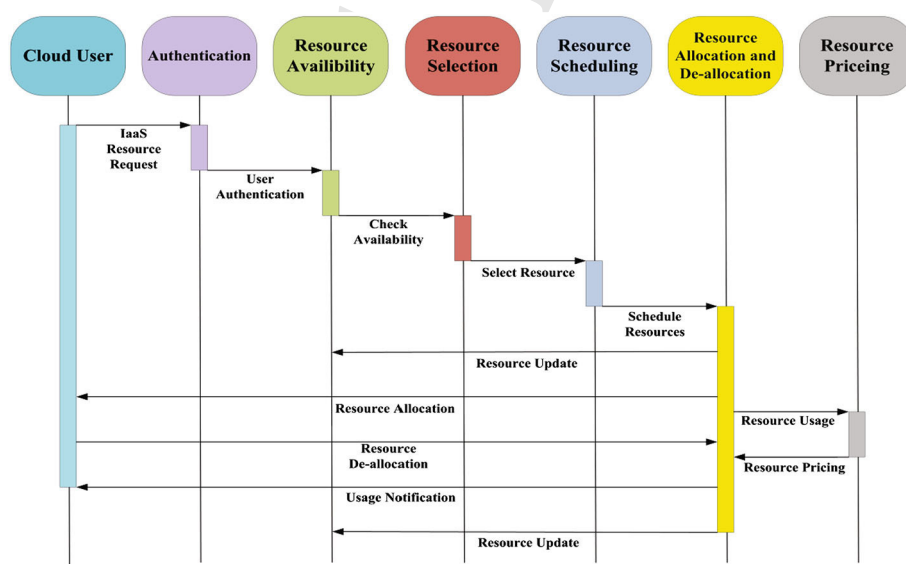 Cloud User
Authentication
Resource
Availibility
Resource
Selection
Resource
Scheduling
Resource
Allocation and
De-allocation
Resource
Priceing
IaaS
Resource
Request
User
Authentication
Check
Availability
Select Resource
Schedule
Resources
Resource Update
Resource Allocation
Resource Usage
Resource
De-allocation
Resource Pricing
Usage Notification
Resource Update